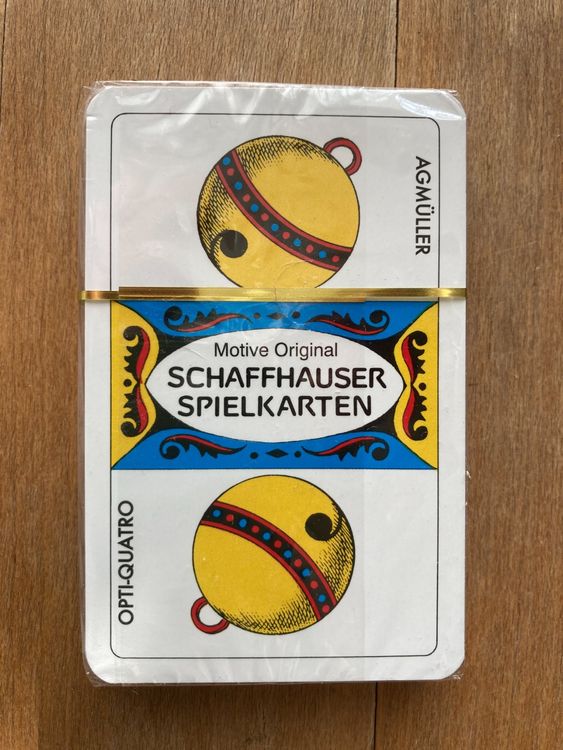 AGMÜLLER
Motive Original
SCHAFFHAUSER
SPIELKARTEN
OPTI-QUATRO